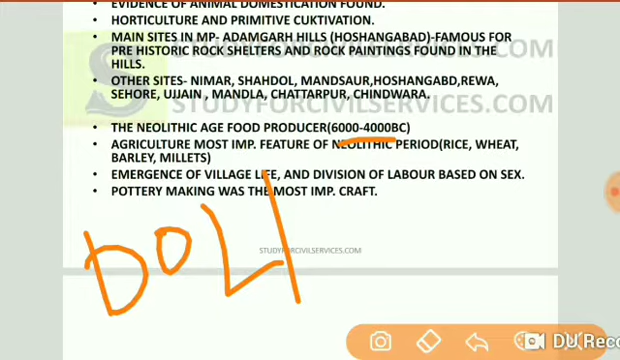 • EVIDENCE OF ANIMAL DOMESTICATION FOUND.
• HORTICULTURE AND PRIMITIVE CUKTIVATION.
• MAIN SITES IN MP- ADAMGARH HILLS (HOSHANGABAD)-FAMOUS FOR
PRE HISTORIC ROCK SHELTERS AND ROCK PAINTINGS FOUND IN THE
HILLS.
STUDYFORCIVILSERVICES.COM
• OTHER SITES- NIMAR, SHAHDOL, MANDSAUR,HOSHANGABD,REWA,
SEHORE, UJJAIN , MANDLA, CHATTARPUR, CHINDWARA.
STUDYFORCIVILSERVICES.COM
• THE NEOLITHIC AGE FOOD PRODUCER(6000-4000BC)
• AGRICULTURE MOST IMP. FEATURE OF NEOLITHIC PERIOD(RICE, WHEAT,
BARLEY, MILLETS)
• EMERGENCE OF VILLAGE LIFE, AND DIVISION OF LABOUR BASED ON SEX.
• POTTERY MAKING WAS THE MOST IMP. CRAFT.
STUDYFORCIVILSERVICES.COM
DU Reco